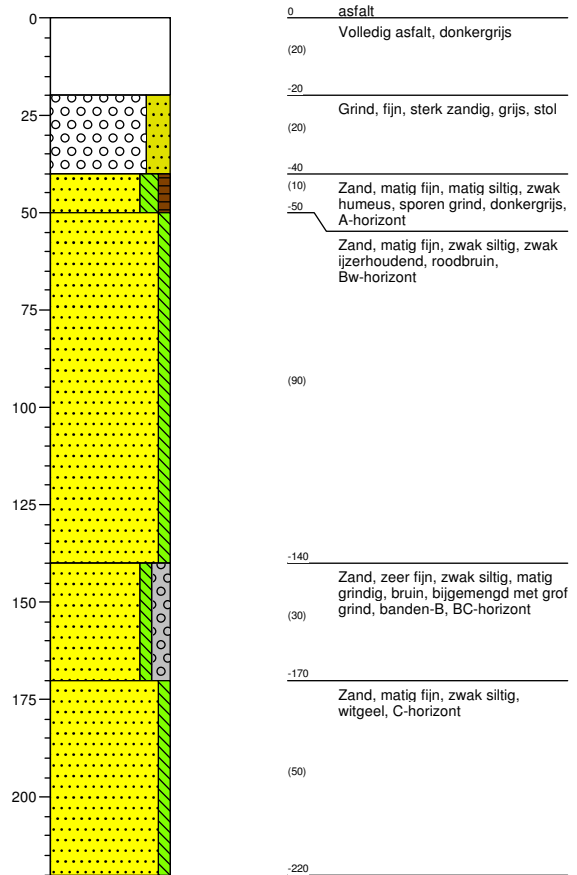 0
25
50
75
100
125
150
175
200
0 asfalt
Volledig asfalt, donkergrijs
(20)
-20
Grind, fijn, sterk zandig, grijs, stol
(20)
-40
(10) Zand, matig fijn, matig siltig, zwak
humeus, sporen grind, donkergrijs,
-50
A-horizont
Zand, matig fijn, zwak siltig, zwak
ijzerhoudend, roodbruin,
Bw-horizont
(90)
-140
Zand, zeer fijn, zwak siltig, matig
grindig, bruin, bijgemengd met grof
grind, banden-B, BC-horizont
(30)
-170
Zand, matig fijn, zwak siltig,
witgeel, C-horizont
(50)
-220